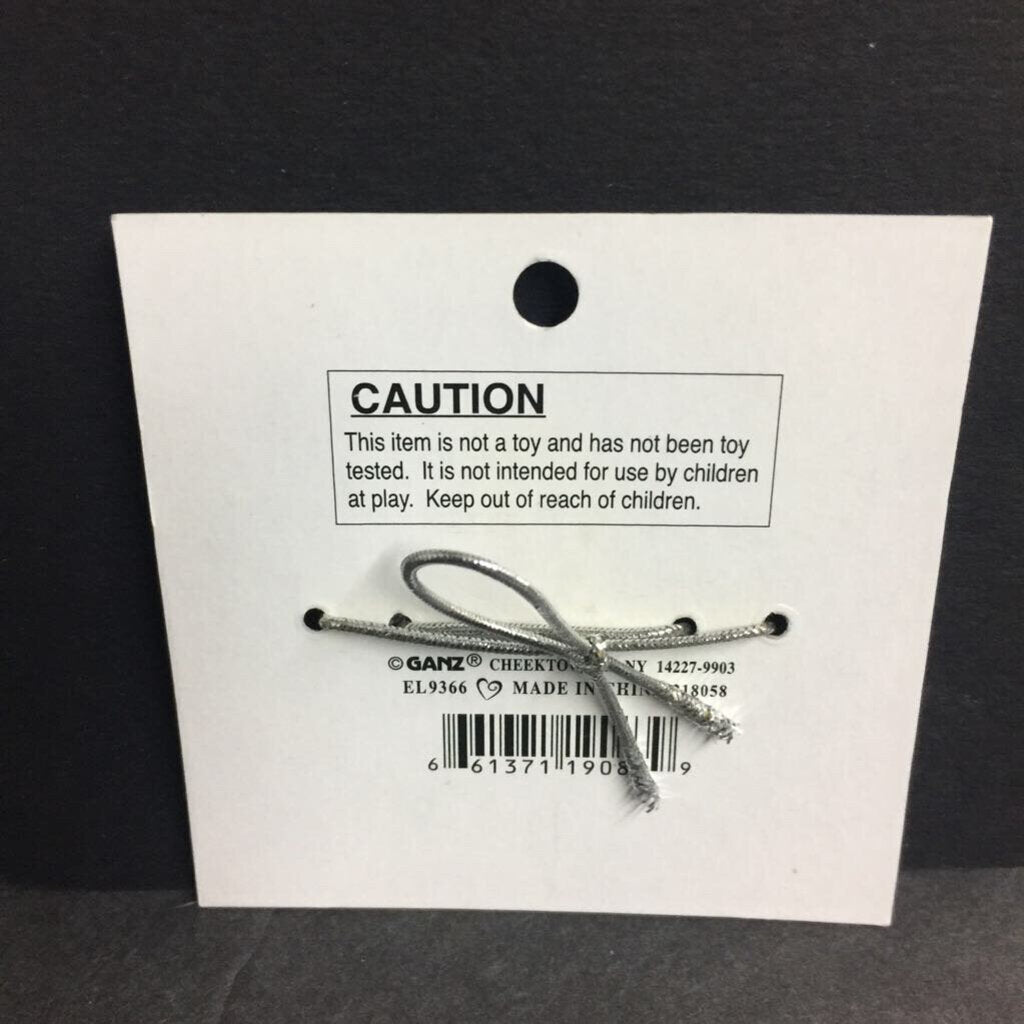 CAUTION
This item is not a toy and has not been toy
tested. It is not intended for use by children
at play. Keep out of reach of children.
© GANZ® NY 14227-9903
EL9366 MADE IN
6 61371 1908 9